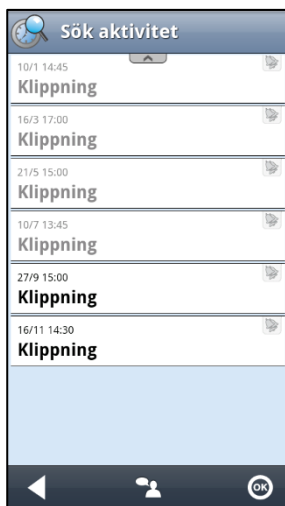 Sök aktivitet
10/1 14:45
Klippning
16/3 17:00
Klippning
21/5 15:00
Klippning
10/7 13:45
Klippning
27/9 15:00
Klippning
16/11 14:30
Klippning
OK